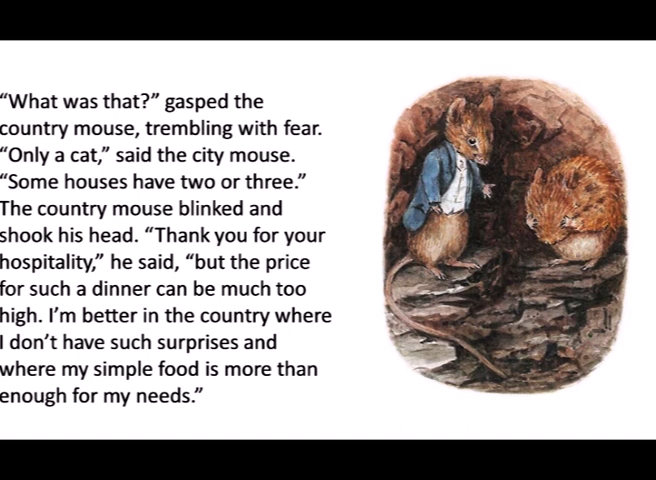 “What was that?” gasped the
country mouse, trembling with fear.
“Only a cat,” said the city mouse.
“Some houses have two or three.”
The country mouse blinked and
shook his head. “Thank you for your
hospitality,” he said, “but the price
for such a dinner can be much too
high. I’m better in the country where
I don’t have such surprises and
where my simple food is more than
enough for my needs.”